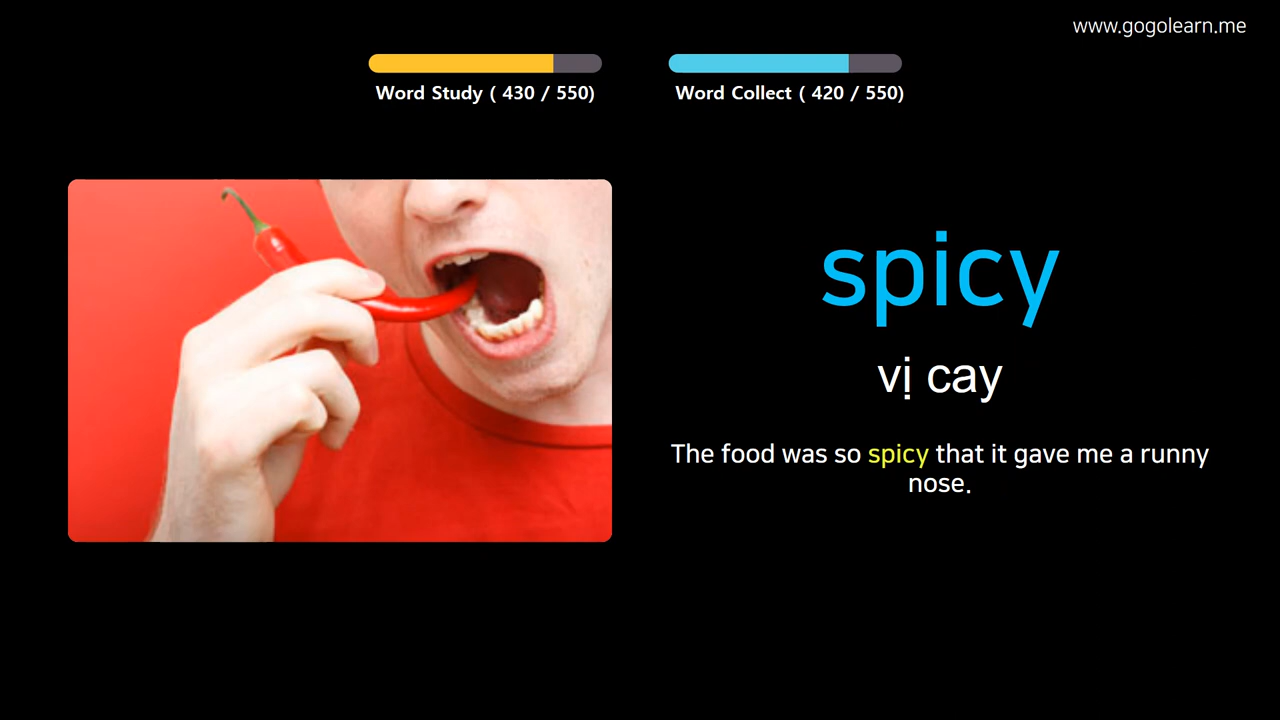 www.gogolearn.me
Word Study ( 430 / 550)
Word Collect ( 420 / 550)
spicy
vị cay
The food was so spicy that it gave me a runny
nose.